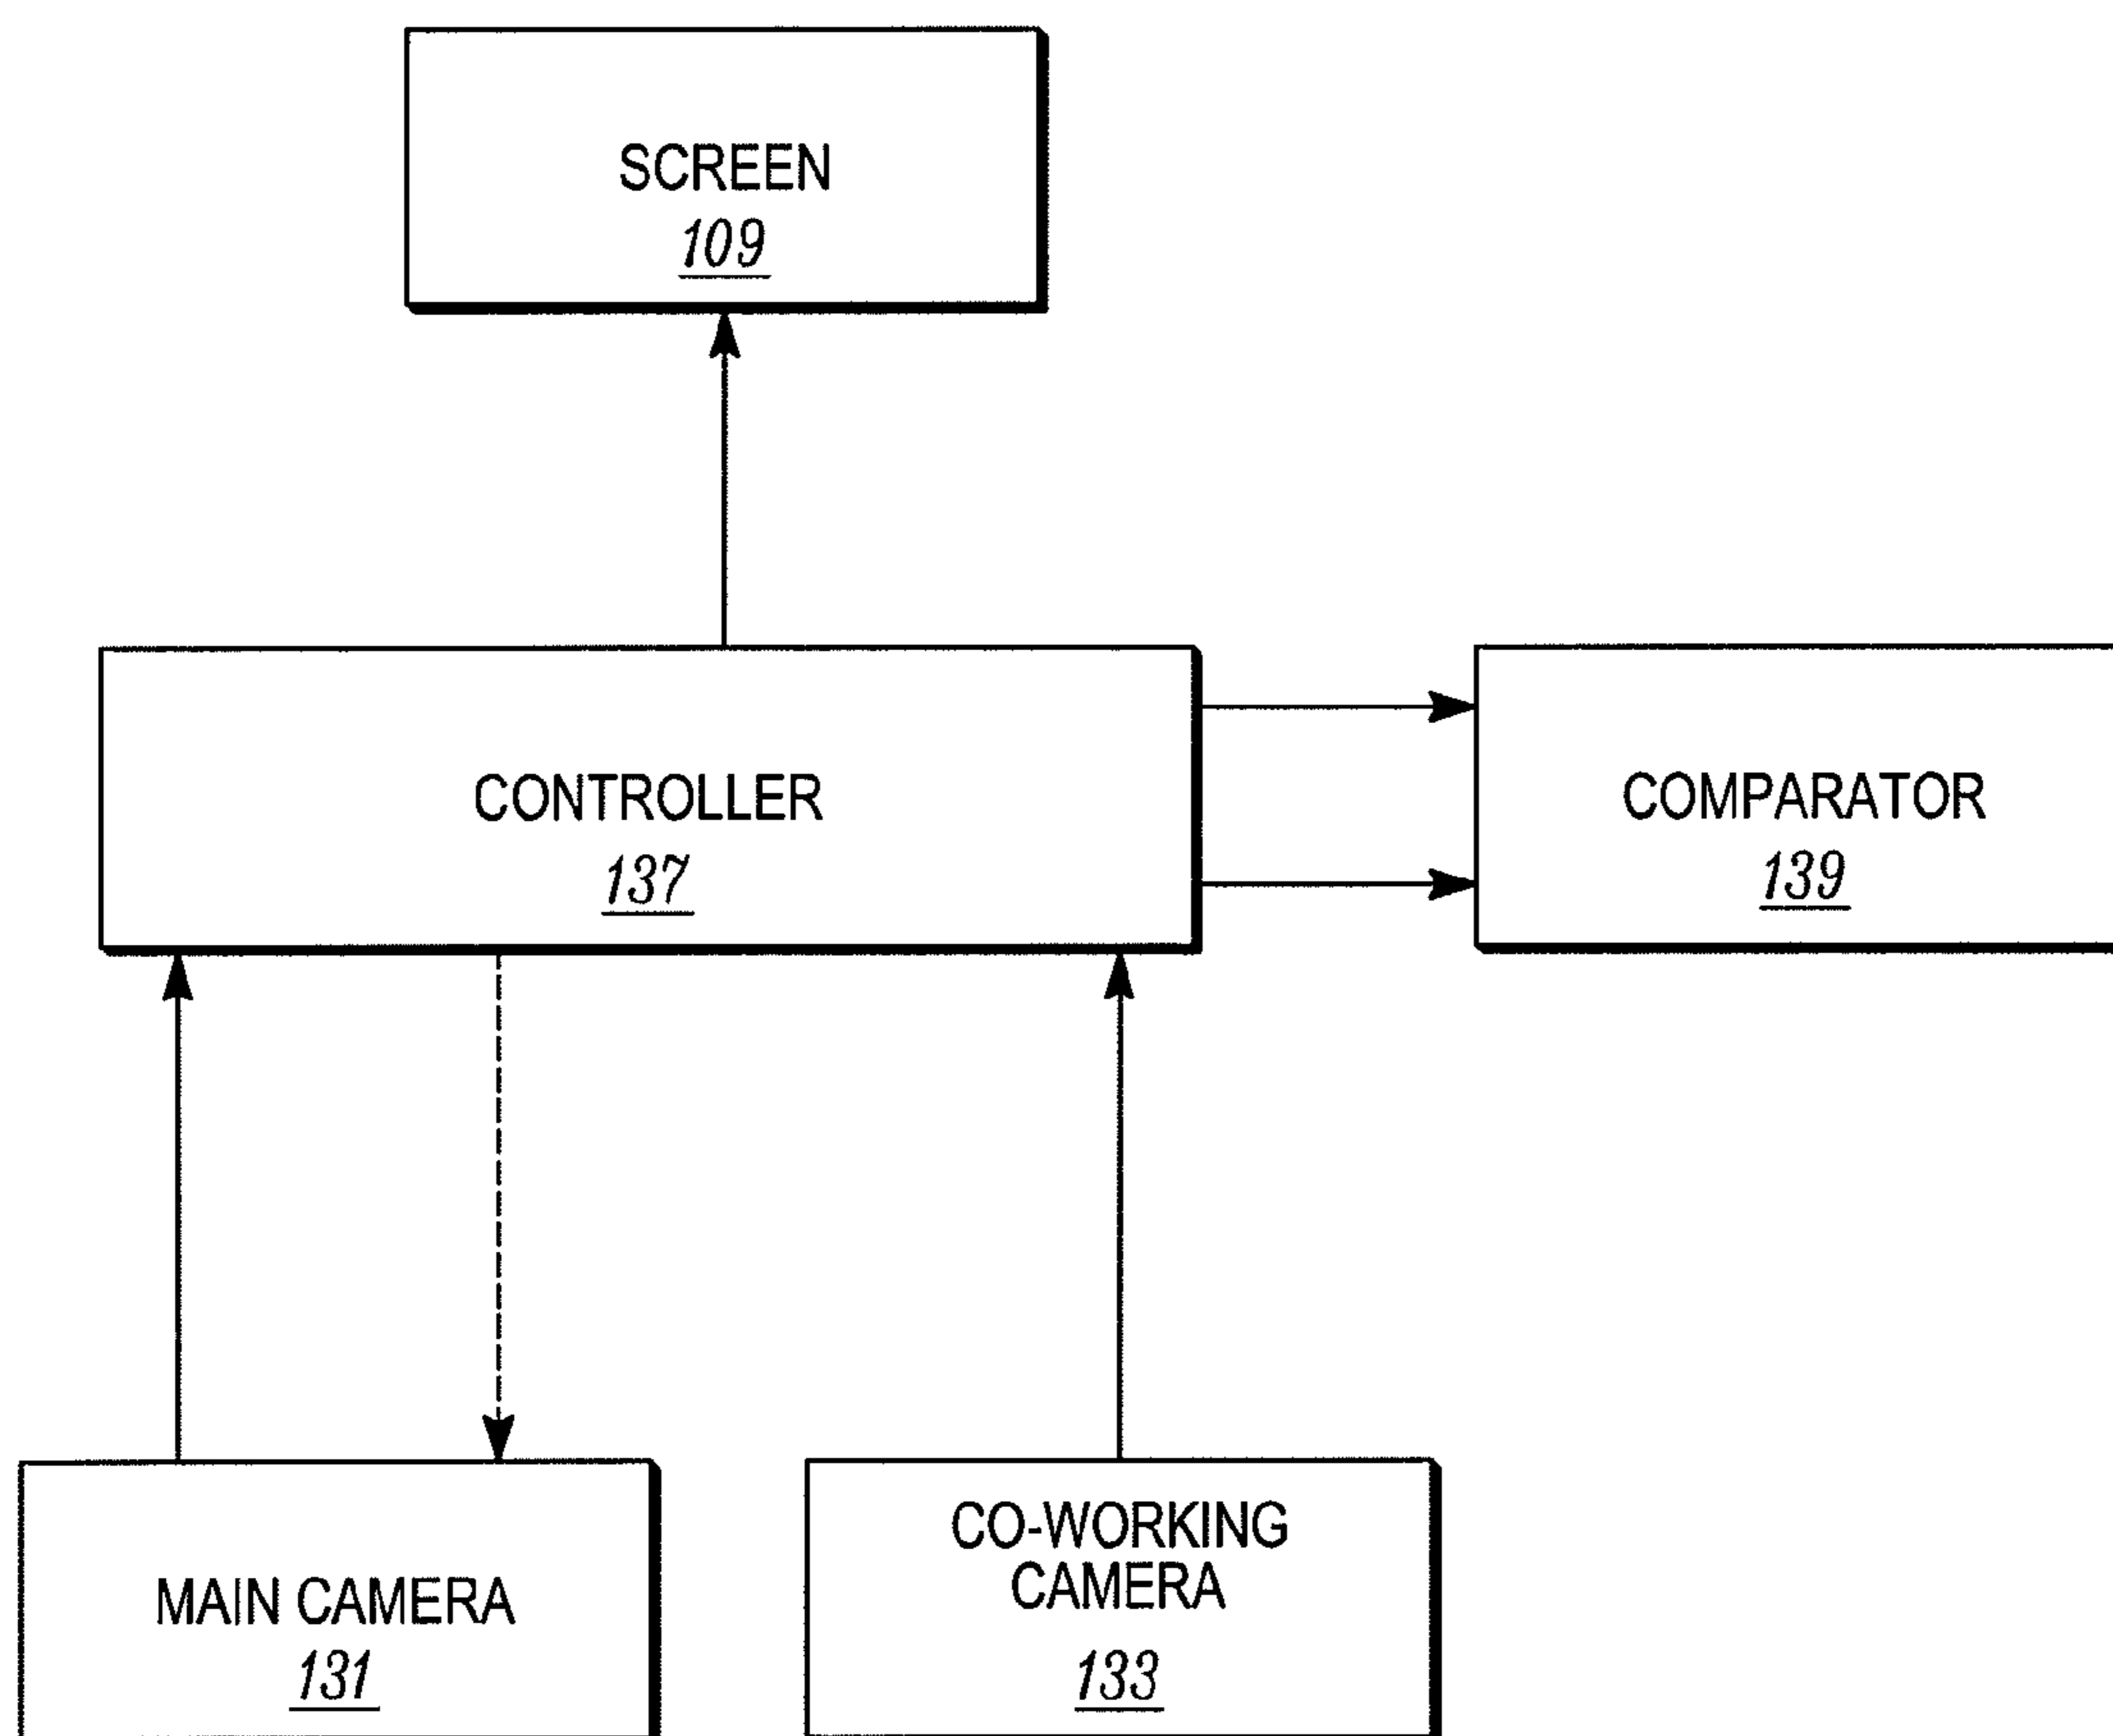 SCREEN
109
CONTROLLER
137
COMPARATOR
139
MAIN CAMERA
131
CO-WORKING
CAMERA
133